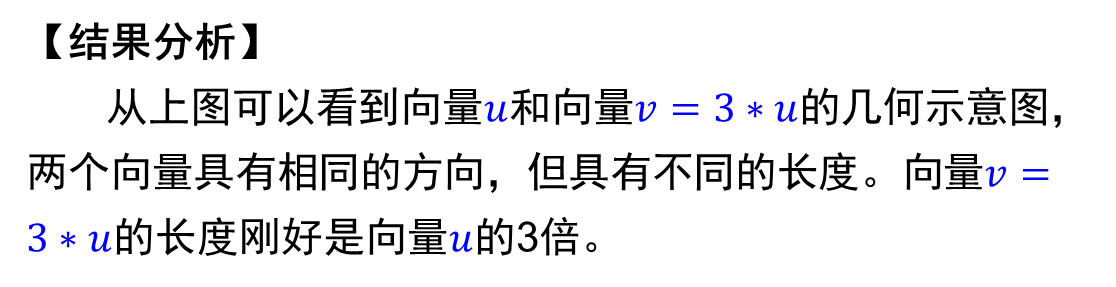 【结果分析】
从上图可以看到向量u和向量v = 3 * u的几何示意图，
两个向量具有相同的方向，但具有不同的长度。向量v =
3 * u的长度刚好是向量u的3倍。